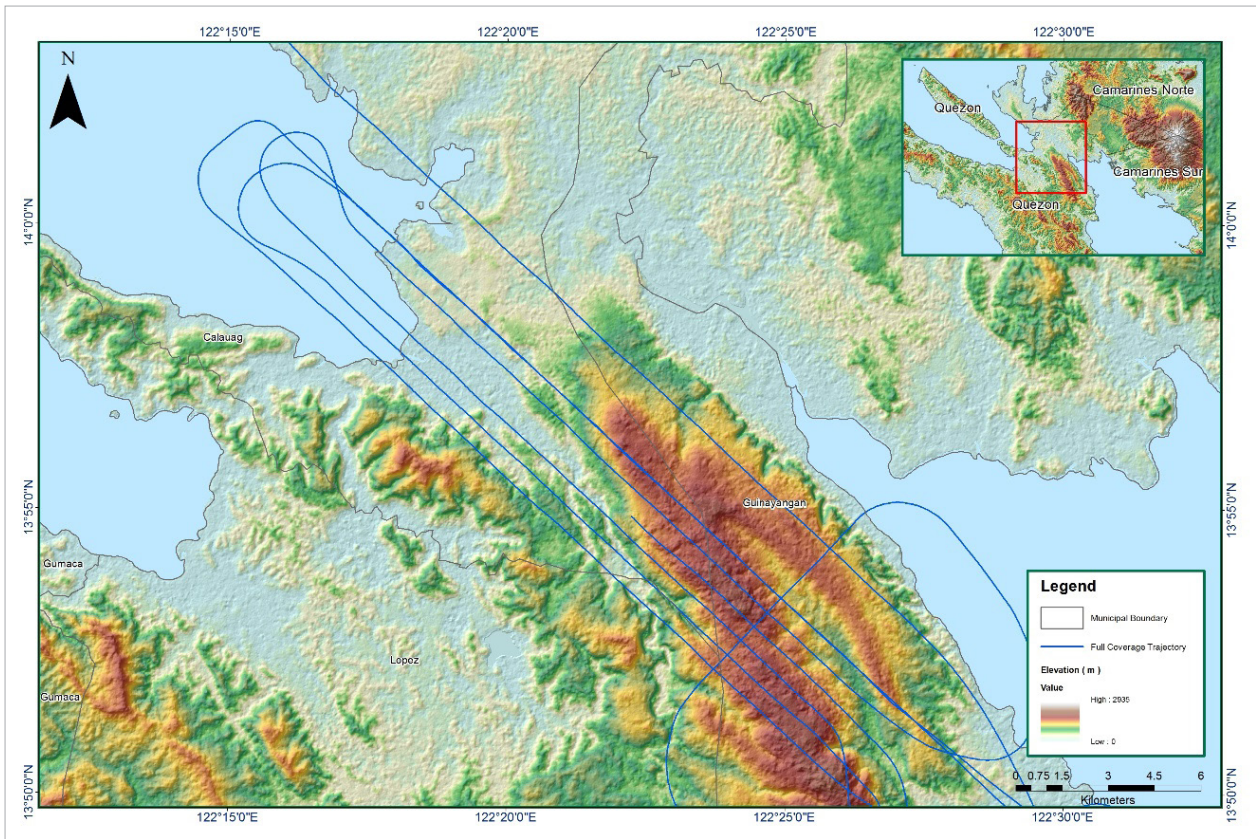 122°15'0"E
122°20'0"E
122°25'0"E
122°30'0"E
N
Camarines Norte
Quezon
Camarines Sur
Quezon
14°0'0"N
14°0'0"N
Calauag
Guinayangan
13°55'0"N
13°55'0"N
Gumaca
Lopez
Gumaca
Legend
Municipal Boundary
Full Coverage Trajectory
Elevation ( m )
Value
High : 2935
Low : 0
0 0.75 1.5 3 4.5 6
Kilometers
13°50'0"N
13°50'0"N
122°15'0"E
122°20'0"E
122°25'0"E
122°30'0"E